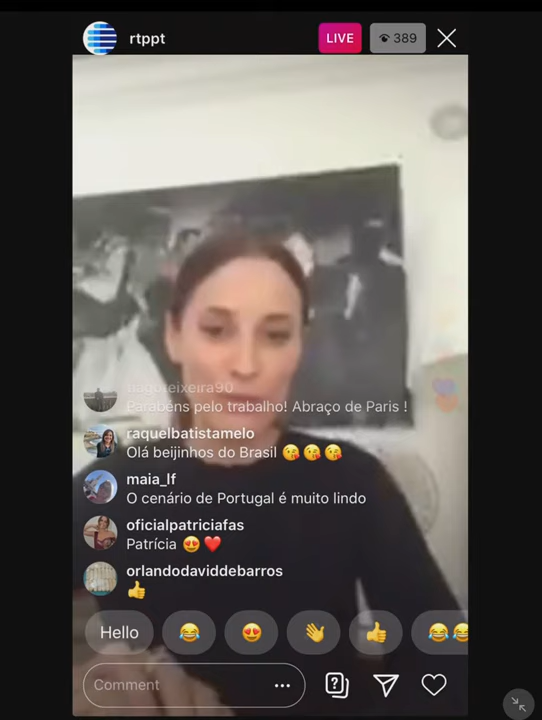 rtppt
LIVE
389
tiagoteixeira90
Parabéns pelo trabalho! Abraço de Paris !
raquelbatistamelo
Olá beijinhos do Brasil 😘😘😘
maia_lf
O cenário de Portugal é muito lindo
oficialpatriciafas
Patrícia 😍❤️
orlandodaviddebarros
👍
Hello 😂 😍 👋 👍 😂😂
Comment